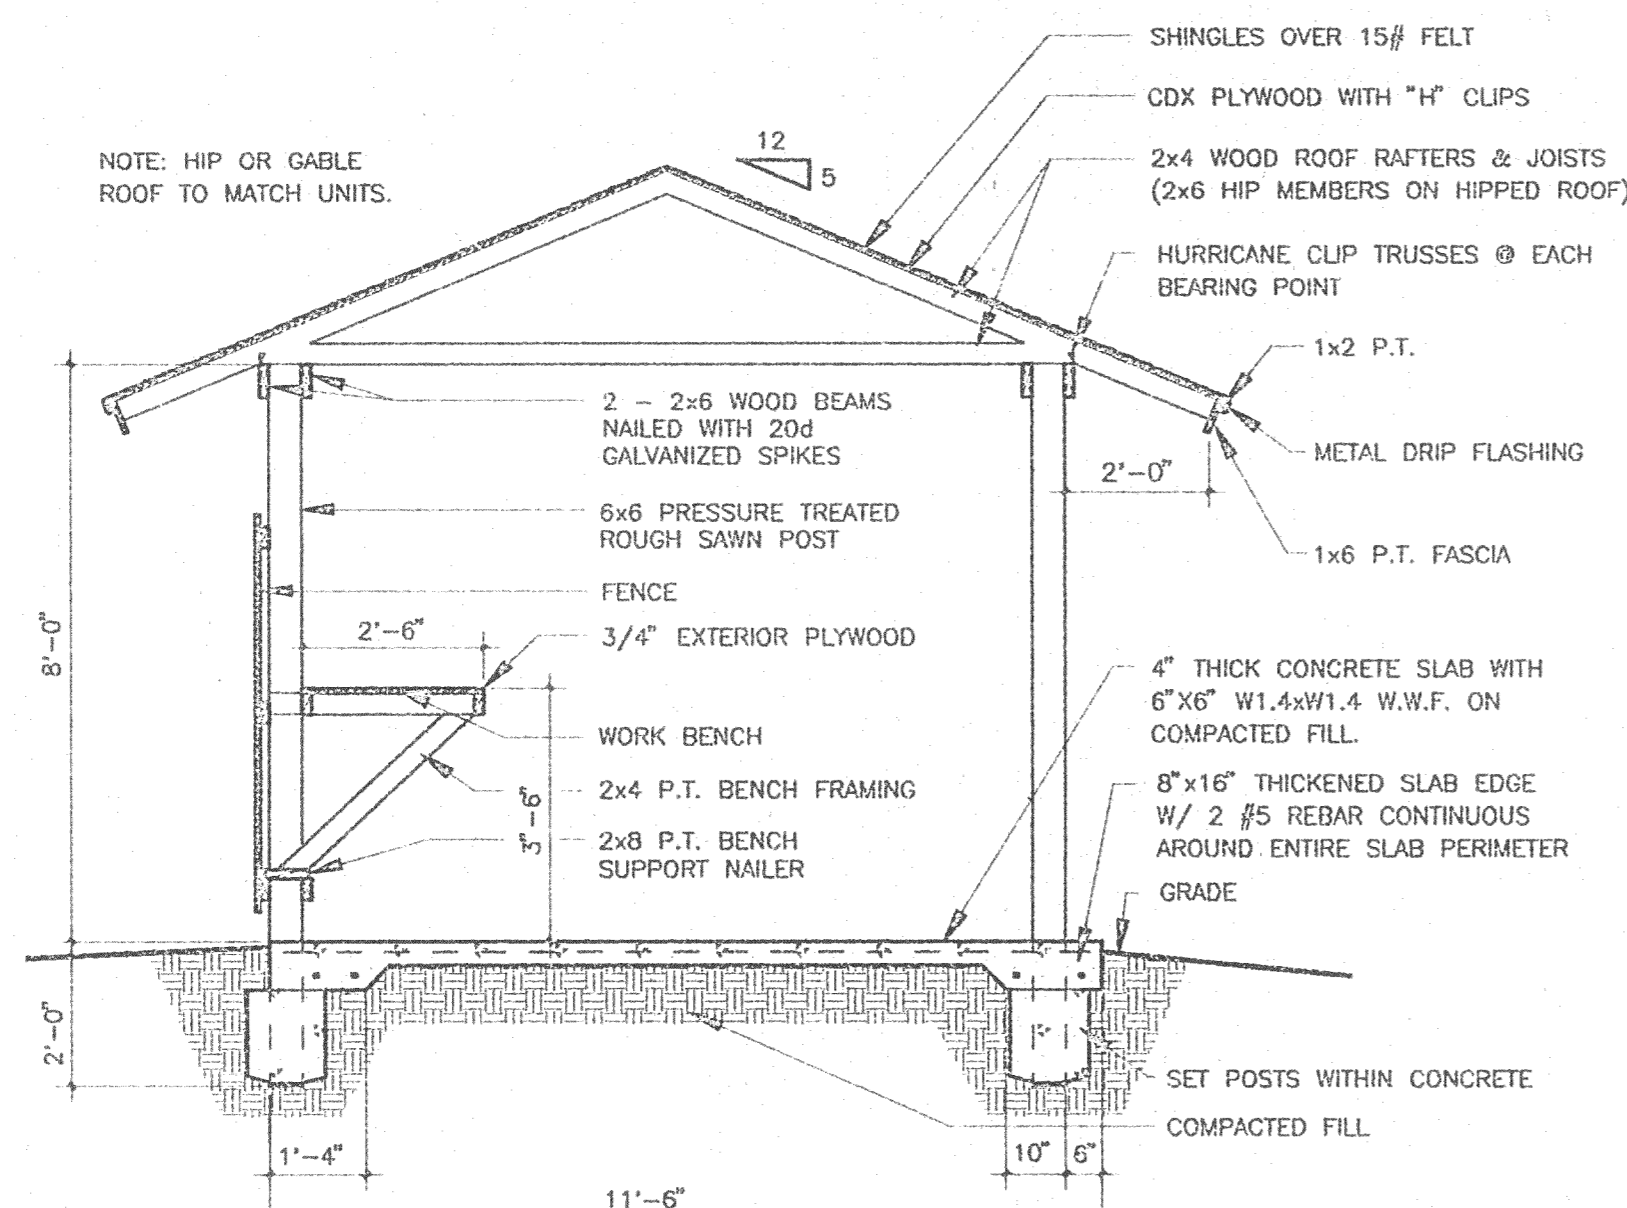 SHINGLES OVER 15# FELT
CDX PLYWOOD WITH "H" CLIPS
12
5
NOTE: HIP OR GABLE
ROOF TO MATCH UNITS.
2x4 WOOD ROOF RAFTERS & JOISTS
(2x6 HIP MEMBERS ON HIPPED ROOF)
HURRICANE CLIP TRUSSES @ EACH
BEARING POINT
1x2 P.T.
2 - 2x6 WOOD BEAMS
NAILED WITH 20d
GALVANIZED SPIKES
METAL DRIP FLASHING
2'-0"
6x6 PRESSURE TREATED
ROUGH SAWN POST
1x6 P.T. FASCIA
FENCE
2'-6"
3/4" EXTERIOR PLYWOOD
8'-0"
4" THICK CONCRETE SLAB WITH
6"X6" W1.4xW1.4 W.W.F. ON
COMPACTED FILL.
WORK BENCH
2x4 P.T. BENCH FRAMING
3'-6"
2x8 P.T. BENCH
SUPPORT NAILER
8"x16" THICKENED SLAB EDGE
W/ 2 #5 REBAR CONTINUOUS
AROUND ENTIRE SLAB PERIMETER
GRADE
2'-0"
SET POSTS WITHIN CONCRETE
COMPACTED FILL
1'-4"
10"
6"
11'-6"